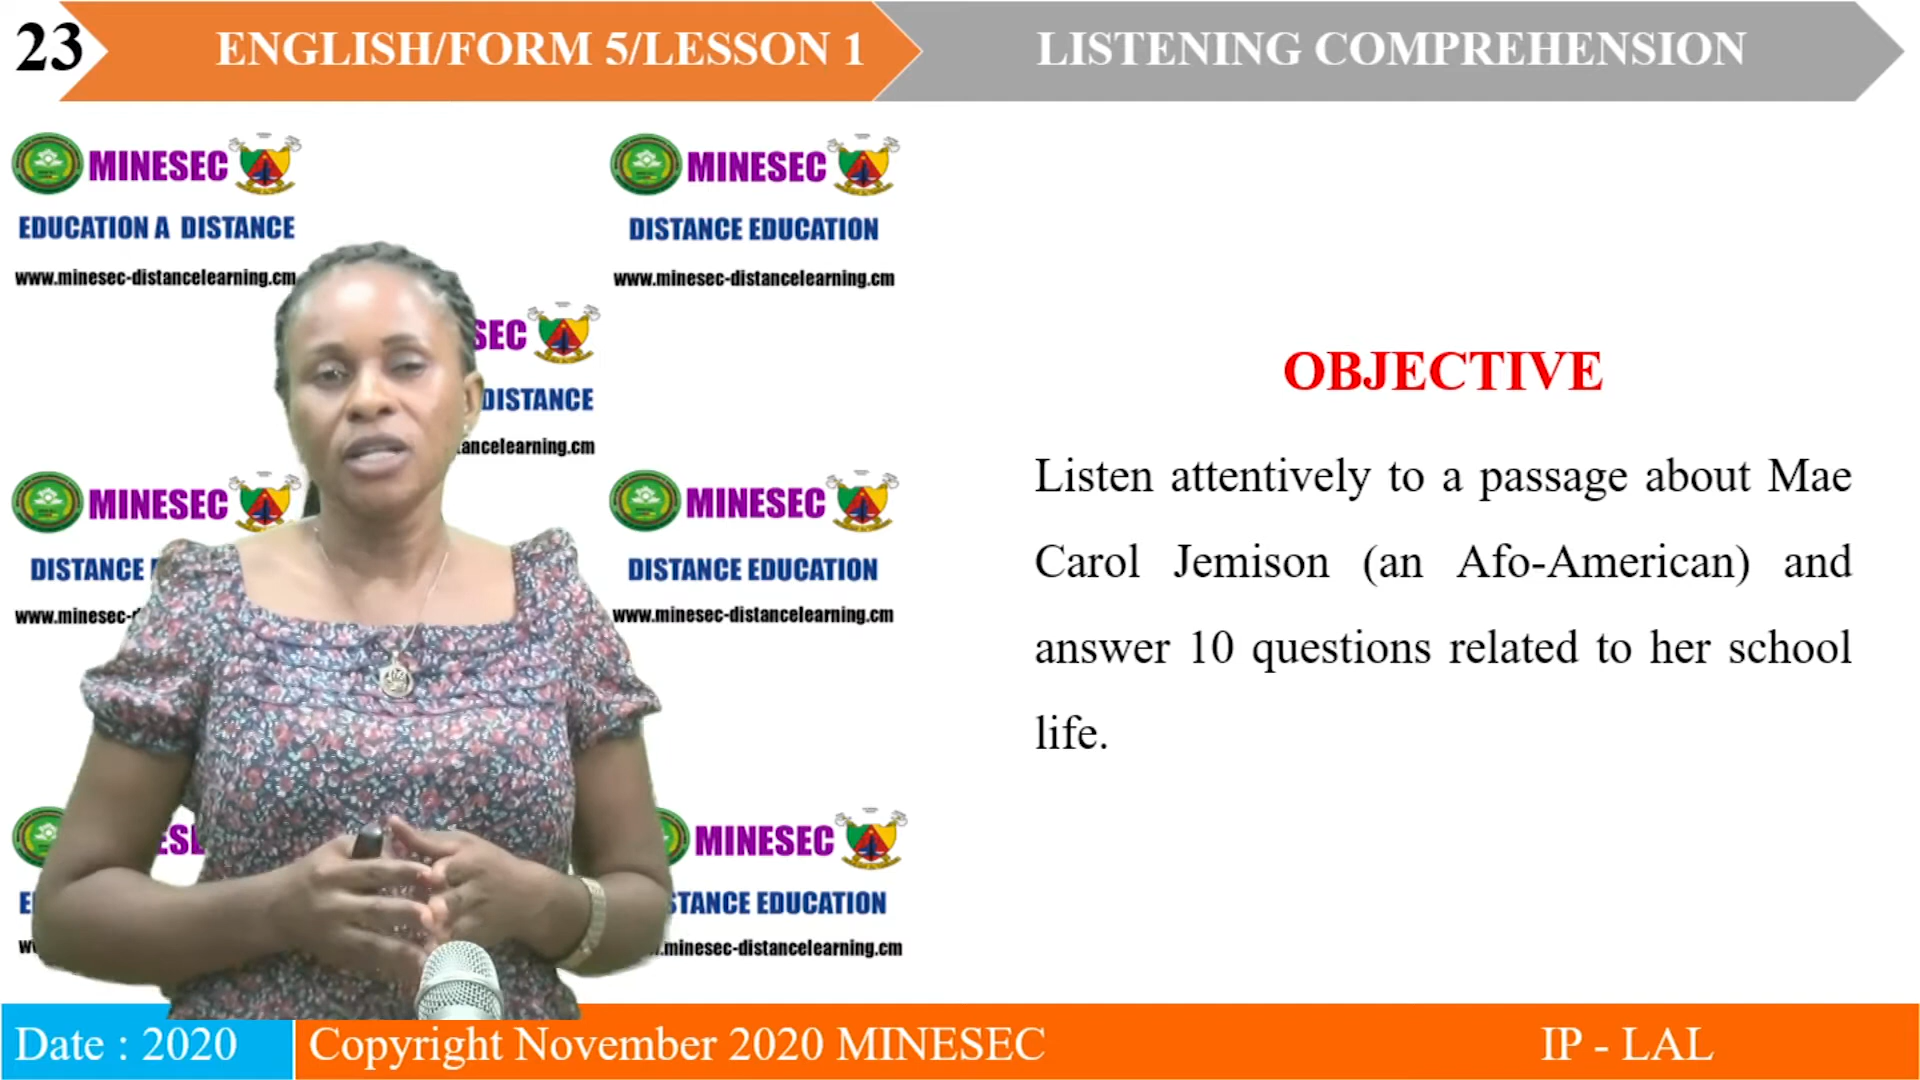 23
ENGLISH/FORM 5/LESSON 1
LISTENING COMPREHENSION
MINESEC
EDUCATION A DISTANCE
www.minesec-distancelearning.cm
MINESEC
DISTANCE EDUCATION
www.minesec-distancelearning.cm
SEC
DISTANCE
ancelearning.cm
MINESEC
DISTANCE
www.minesec-
MINESEC
DISTANCE EDUCATION
www.minesec-distancelearning.cm
MINESEC
TANCE EDUCATION
.minesec-distancelearning.cm
OBJECTIVE
Listen attentively to a passage about Mae
Carol Jemison (an Afo-American) and
answer 10 questions related to her school
life.
Date : 2020
Copyright November 2020 MINESEC
IP - LAL